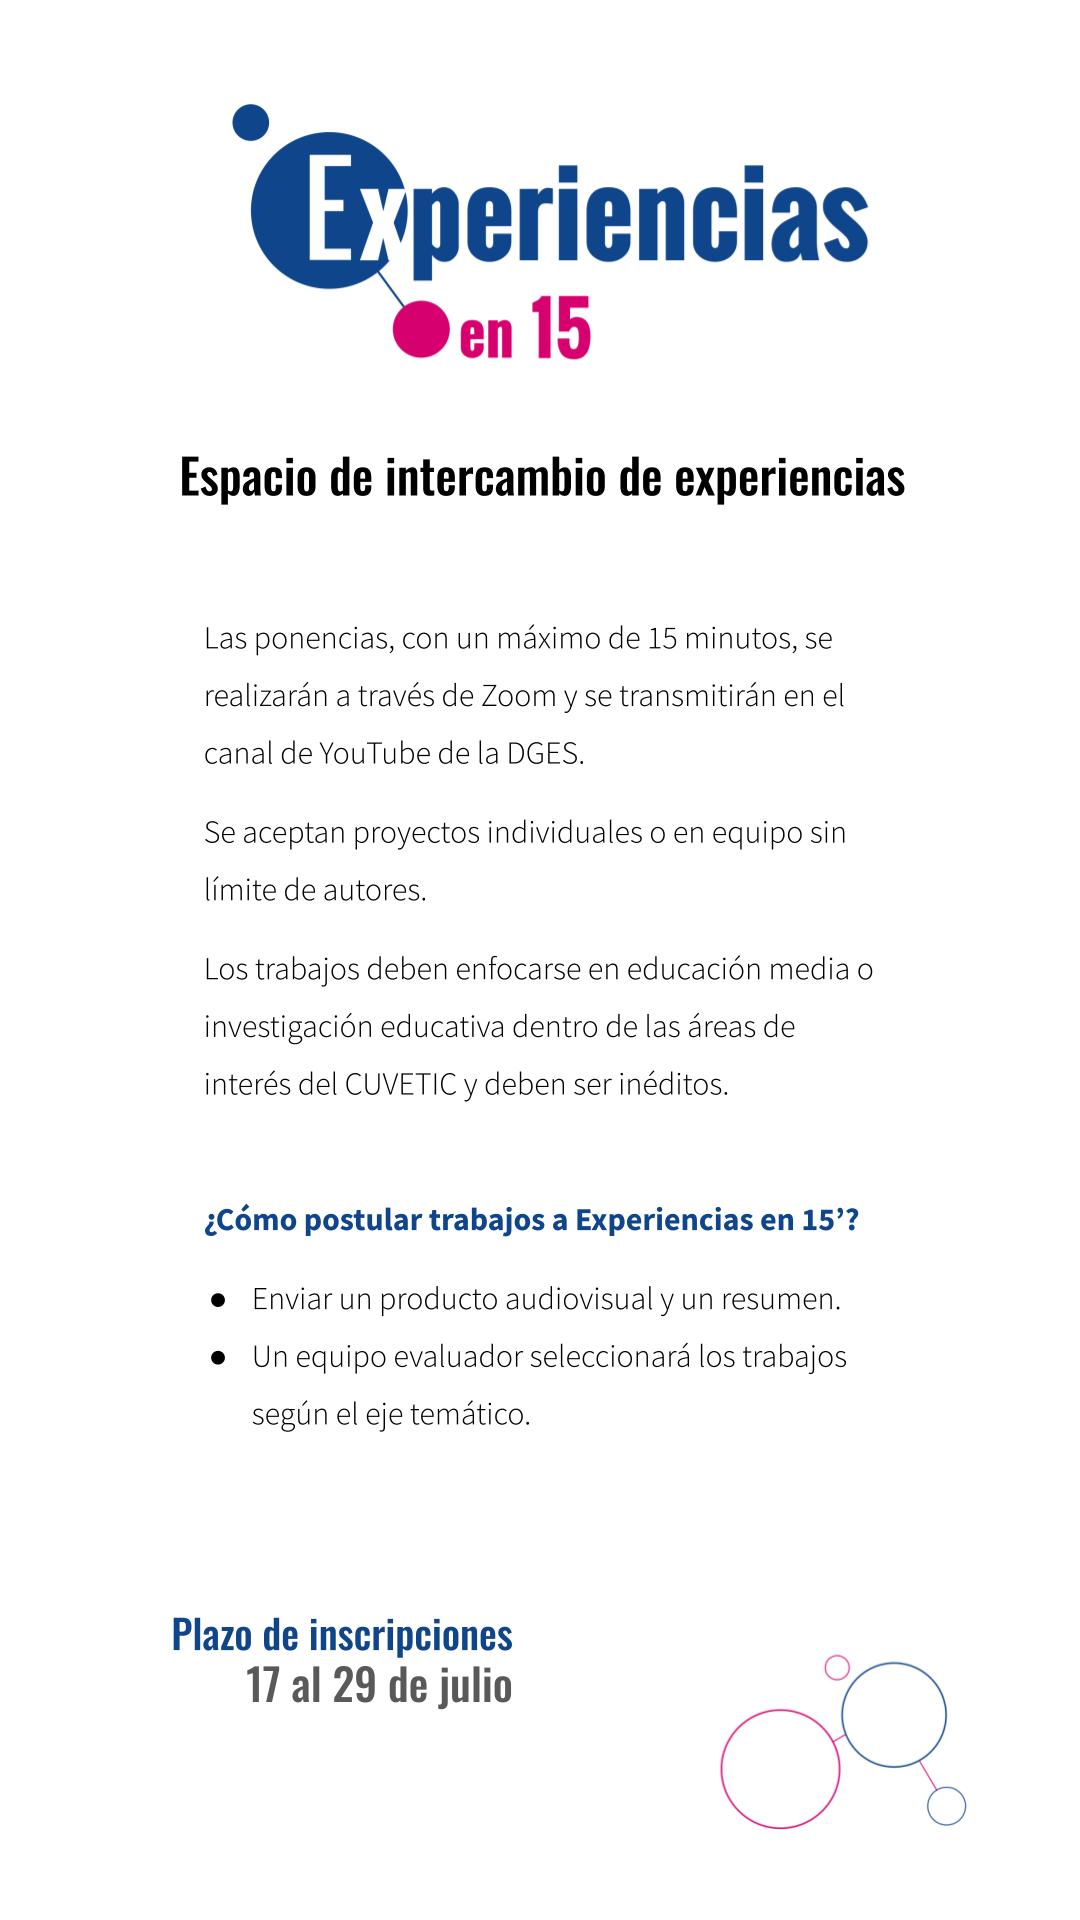 Experiencias
en 15
Espacio de intercambio de experiencias
Las ponencias, con un máximo de 15 minutos, se
realizarán a través de Zoom y se transmitirán en el
canal de YouTube de la DGES.
Se aceptan proyectos individuales o en equipo sin
límite de autores.
Los trabajos deben enfocarse en educación media o
investigación educativa dentro de las áreas de
interés del CUVETIC y deben ser inéditos.
¿Cómo postular trabajos a Experiencias en 15’?
● Enviar un producto audiovisual y un resumen.
● Un equipo evaluador seleccionará los trabajos
según el eje temático.
Plazo de inscripciones
17 al 29 de julio